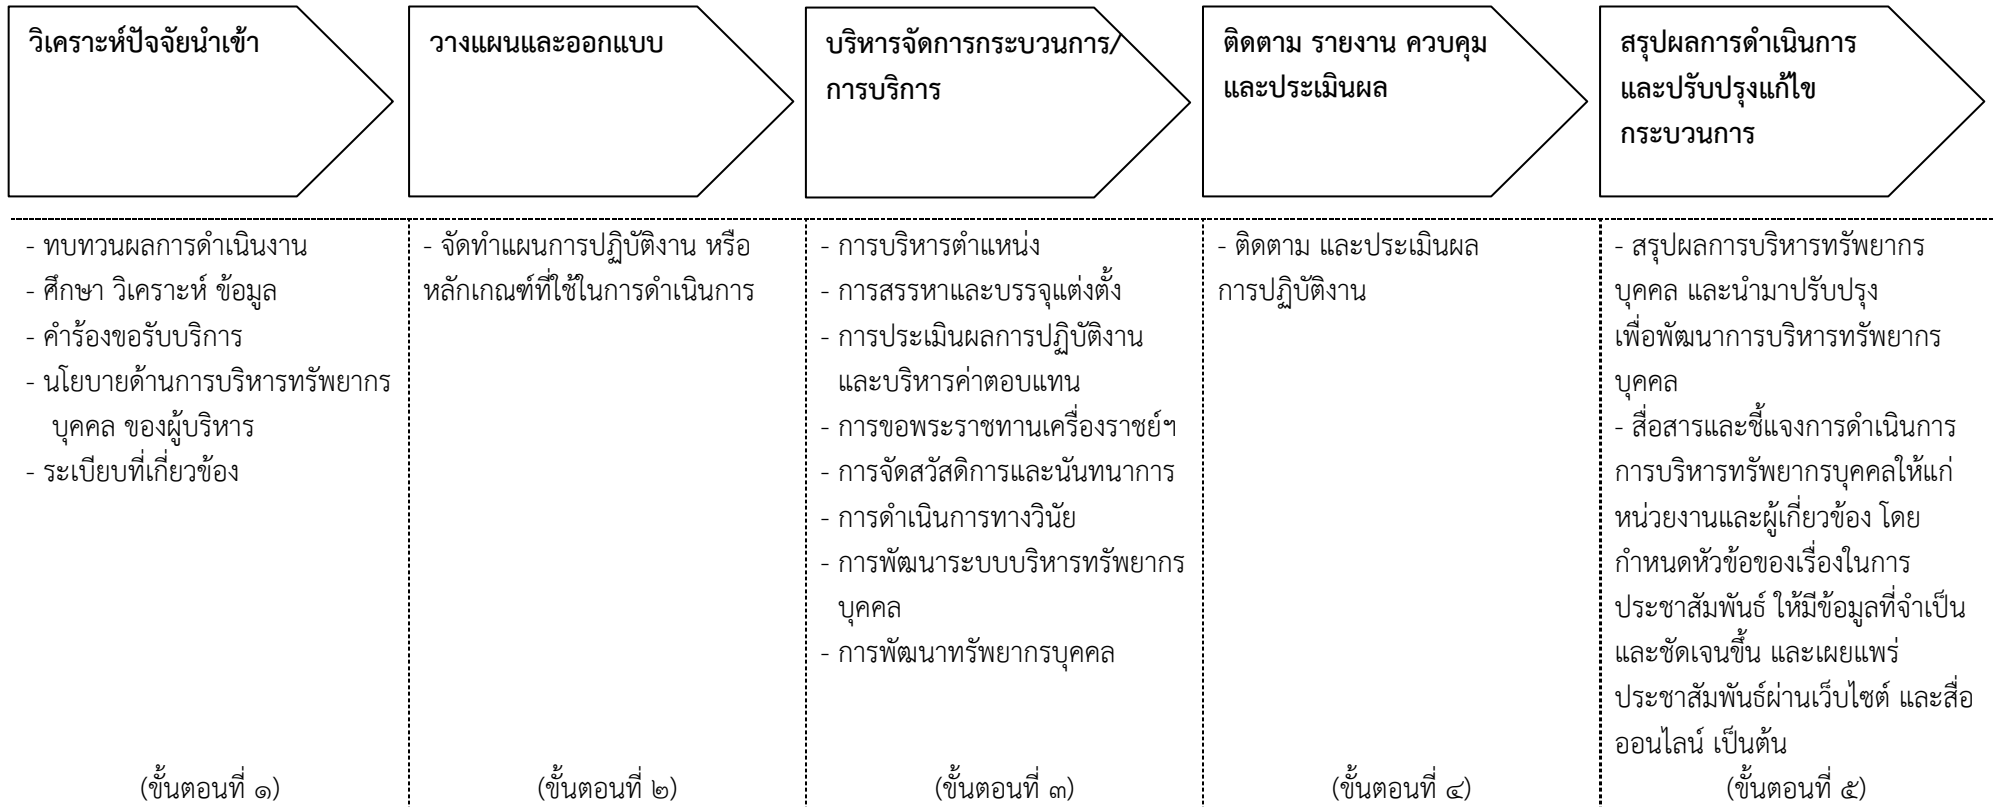 วิเคราะห์ปัจจัยนำเข้า
วางแผนและออกแบบ
บริหารจัดการกระบวนการ/
การบริการ
ติดตาม รายงาน ควบคุม
และประเมินผล
สรุปผลการดำเนินการ
และปรับปรุงแก้ไข
กระบวนการ
- ทบทวนผลการดำเนินงาน
- ศึกษา วิเคราะห์ ข้อมูล
- คำร้องขอรับบริการ
- นโยบายด้านการบริหารทรัพยากร
บุคคล ของผู้บริหาร
- ระเบียบที่เกี่ยวข้อง
(ขั้นตอนที่ ๑)
- จัดทำแผนการปฏิบัติงาน หรือ
หลักเกณฑ์ที่ใช้ในการดำเนินการ
(ขั้นตอนที่ ๒)
- การบริหารตำแหน่ง
- การสรรหาและบรรจุแต่งตั้ง
- การประเมินผลการปฏิบัติงาน
และบริหารค่าตอบแทน
- การขอพระราชทานเครื่องราชย์ฯ
- การจัดสวัสดิการและนันทนาการ
- การดำเนินการทางวินัย
- การพัฒนาระบบบริหารทรัพยากร
บุคคล
- การพัฒนาทรัพยากรบุคคล
(ขั้นตอนที่ ๓)
- ติดตาม และประเมินผล
การปฏิบัติงาน
(ขั้นตอนที่ ๔)
- สรุปผลการบริหารทรัพยากร
บุคคล และนำมาปรับปรุง
เพื่อพัฒนาการบริหารทรัพยากร
บุคคล
- สื่อสารและชี้แจงการดำเนินการ
การบริหารทรัพยากรบุคคลให้แก่
หน่วยงานและผู้เกี่ยวข้อง โดย
กำหนดหัวข้อของเรื่องในการ
ประชาสัมพันธ์ ให้มีข้อมูลที่จำเป็น
และชัดเจนขึ้น และเผยแพร่
ประชาสัมพันธ์ผ่านเว็บไซต์ และสื่อ
ออนไลน์ เป็นต้น
(ขั้นตอนที่ ๕)